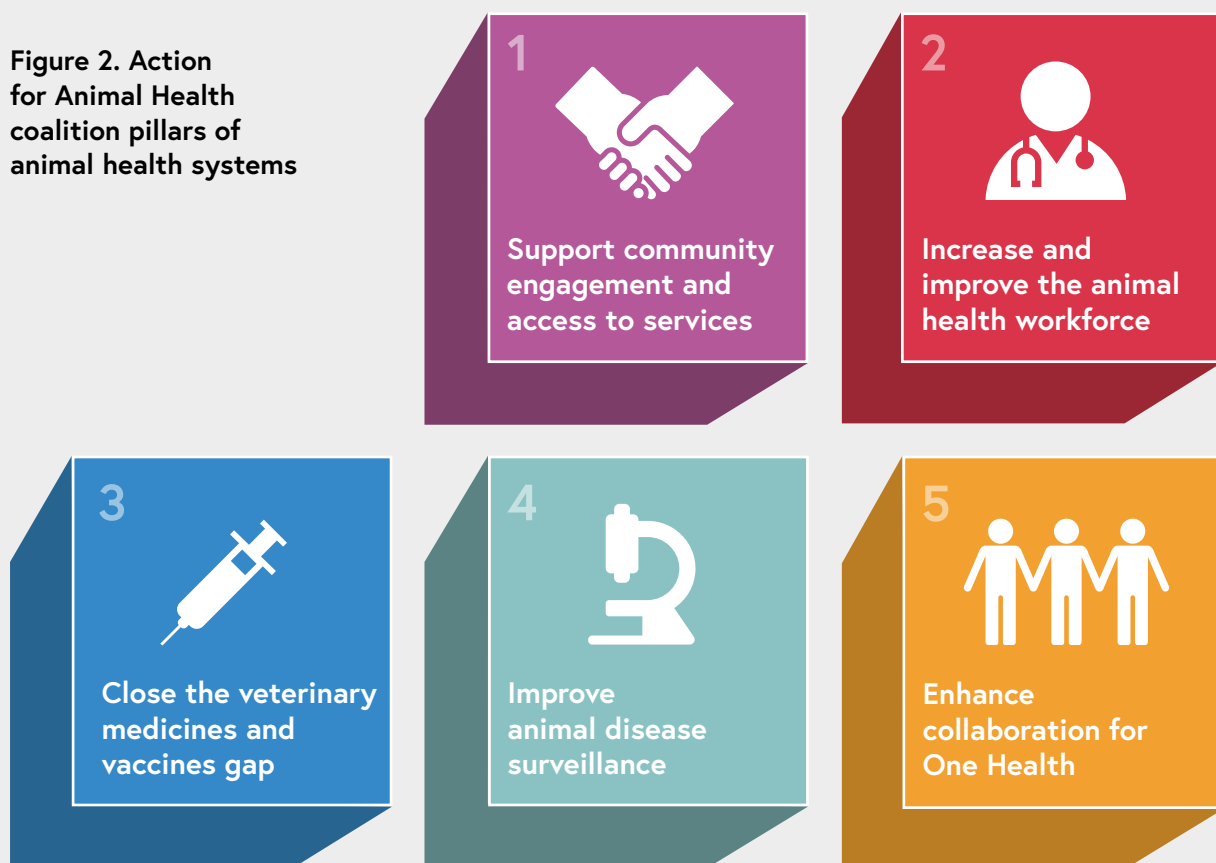 Figure 2. Action
for Animal Health
coalition pillars of
animal health systems
1
Support community
engagement and
access to services
2
Increase and
improve the animal
health workforce
3
Close the veterinary
medicines and
vaccines gap
4
Improve
animal disease
surveillance
5
Enhance
collaboration for
One Health